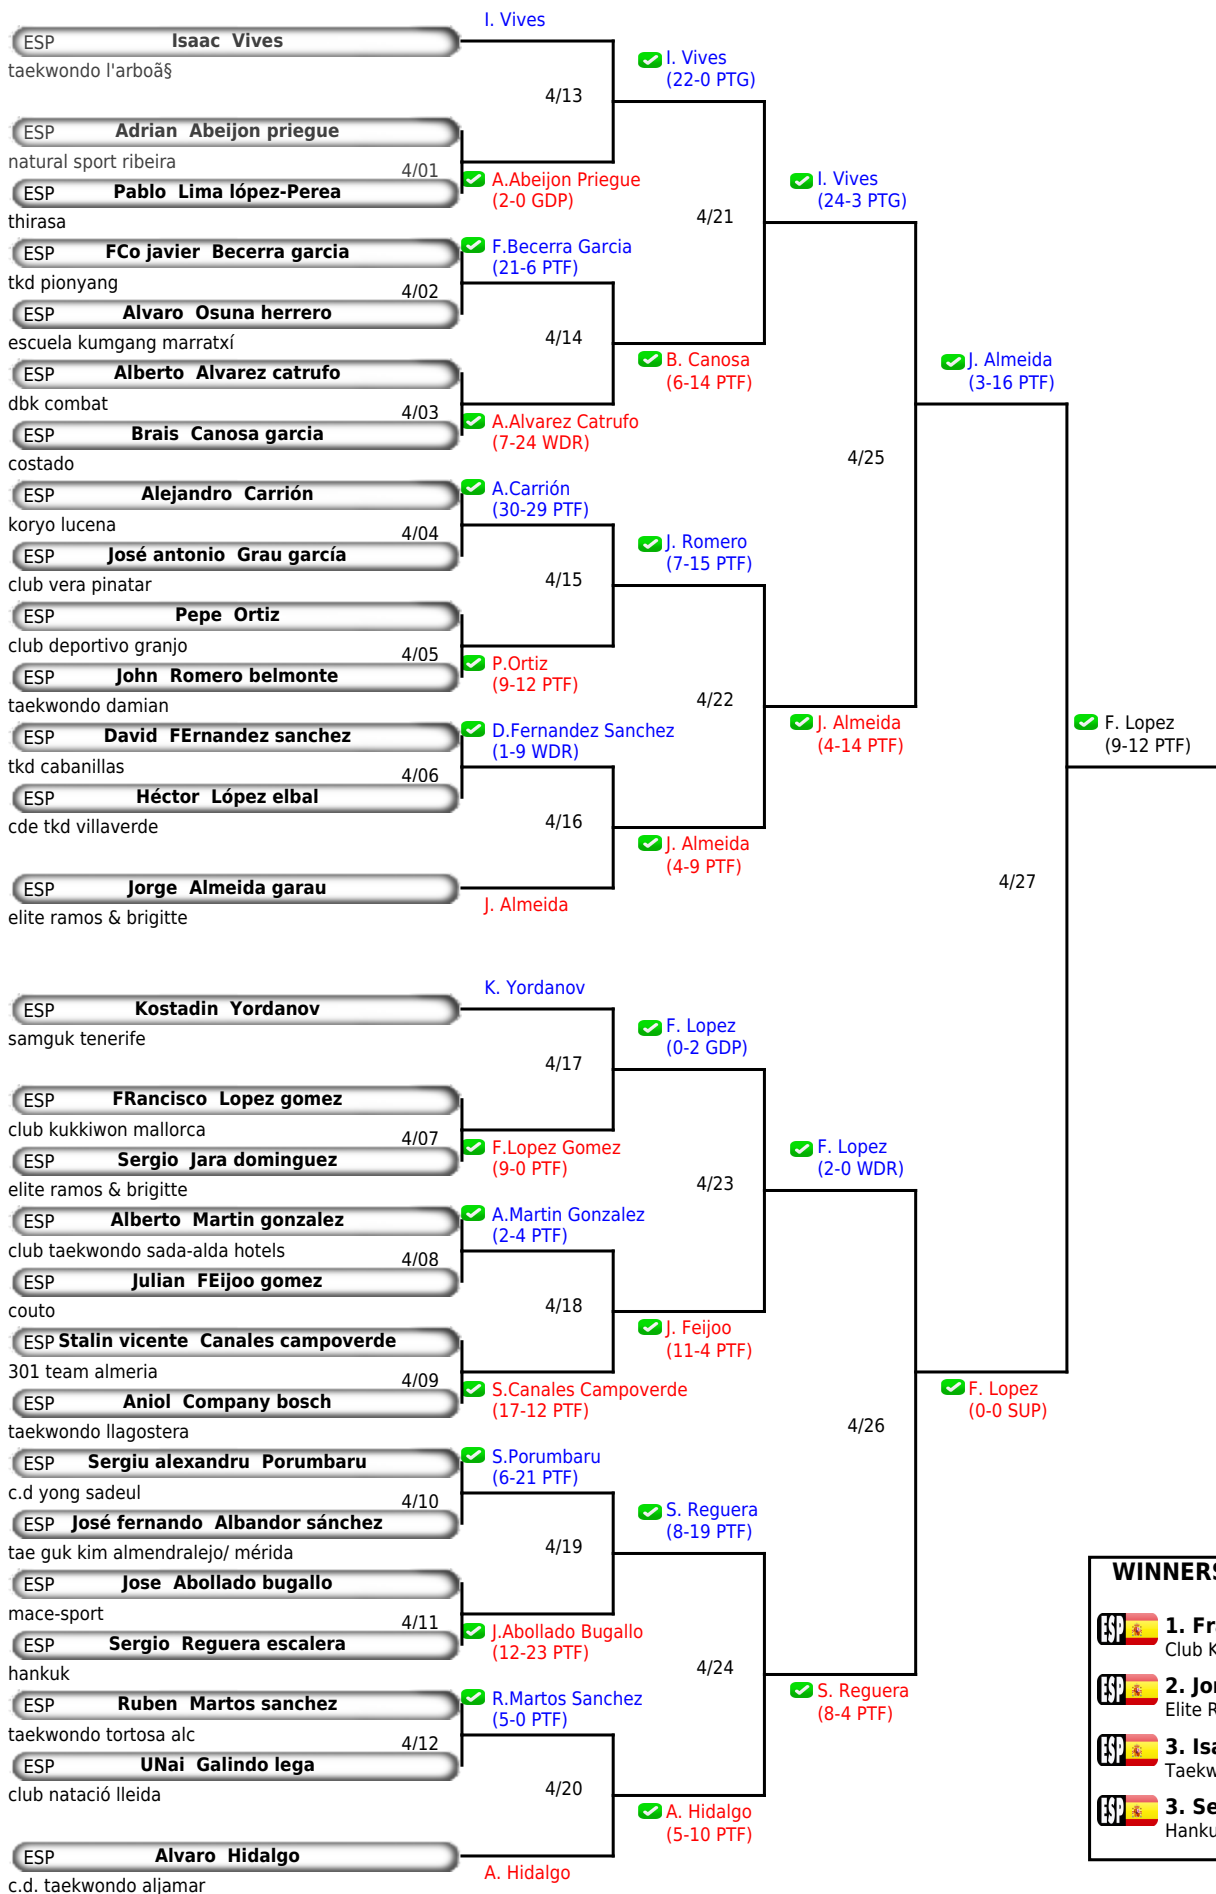 I. Vives
ESP Isaac Vives
taekwondo l'arboã§
I. Vives
(22-0 PTG)
4/13
ESP Adrian Abeijon priegue
natural sport ribeira
4/01
ESP Pablo Lima lópez-Perea
A.Abeijon Priegue
(2-0 GDP)
thirasa
I. Vives
(24-3 PTG)
4/21
ESP FCo javier Becerra garcia
F.Becerra Garcia
(21-6 PTF)
tkd pionyang
4/02
ESP Alvaro Osuna herrero
escuela kumgang marratxí
4/14
B. Canosa
(6-14 PTF)
ESP Alberto Alvarez catrufo
dbk combat
4/03
ESP Brais Canosa garcia
A.Alvarez Catrufo
(7-24 WDR)
costado
J. Almeida
(3-16 PTF)
4/25
ESP Alejandro Carrión
A.Carrión
(30-29 PTF)
koryo lucena
4/04
ESP José antonio Grau garcía
club vera pinatar
J. Romero
(7-15 PTF)
4/15
ESP Pepe Ortiz
club deportivo granjo
4/05
ESP John Romero belmonte
P.Ortiz
(9-12 PTF)
taekwondo damian
4/22
ESP David FErnandez sanchez
D.Fernandez Sanchez
(1-9 WDR)
J. Almeida
(4-14 PTF)
F. Lopez
(9-12 PTF)
tkd cabanillas
4/06
ESP Héctor López elbal
cde tkd villaverde
4/16
J. Almeida
(4-9 PTF)
ESP Jorge Almeida garau
J. Almeida
elite ramos & brigitte
4/27
K. Yordanov
ESP Kostadin Yordanov
samguk tenerife
F. Lopez
(0-2 GDP)
4/17
ESP FRancisco Lopez gomez
club kukkiwon mallorca
4/07
ESP Sergio Jara dominguez
F.Lopez Gomez
(9-0 PTF)
elite ramos & brigitte
F. Lopez
(2-0 WDR)
4/23
ESP Alberto Martin gonzalez
A.Martin Gonzalez
(2-4 PTF)
club taekwondo sada-alda hotels
4/08
ESP Julian FEijoo gomez
couto
4/18
J. Feijoo
(11-4 PTF)
ESP Stalin vicente Canales campoverde
301 team almeria
4/09
ESP Aniol Company bosch
S.Canales Campoverde
(17-12 PTF)
taekwondo llagostera
F. Lopez
(0-0 SUP)
4/26
ESP Sergiu alexandru Porumbaru
S.Porumbaru
(6-21 PTF)
c.d yong sadeul
4/10
ESP José fernando Albandor sánchez
tae guk kim almendralejo/ mérida
S. Reguera
(8-19 PTF)
4/19
ESP Jose Abollado bugallo
mace-sport
4/11
ESP Sergio Reguera escalera
J.Abollado Bugallo
(12-23 PTF)
hankuk
4/24
ESP Ruben Martos sanchez
R.Martos Sanchez
(5-0 PTF)
S. Reguera
(8-4 PTF)
taekwondo tortosa alc
4/12
ESP UNai Galindo lega
club natació lleida
4/20
A. Hidalgo
(5-10 PTF)
ESP Alvaro Hidalgo
A. Hidalgo
c.d. taekwondo aljamar
WINNERS
ESP 1. Fra
Club K
ESP 2. Jor
Elite R
ESP 3. Isa
Taekw
ESP 3. Se
Hanku